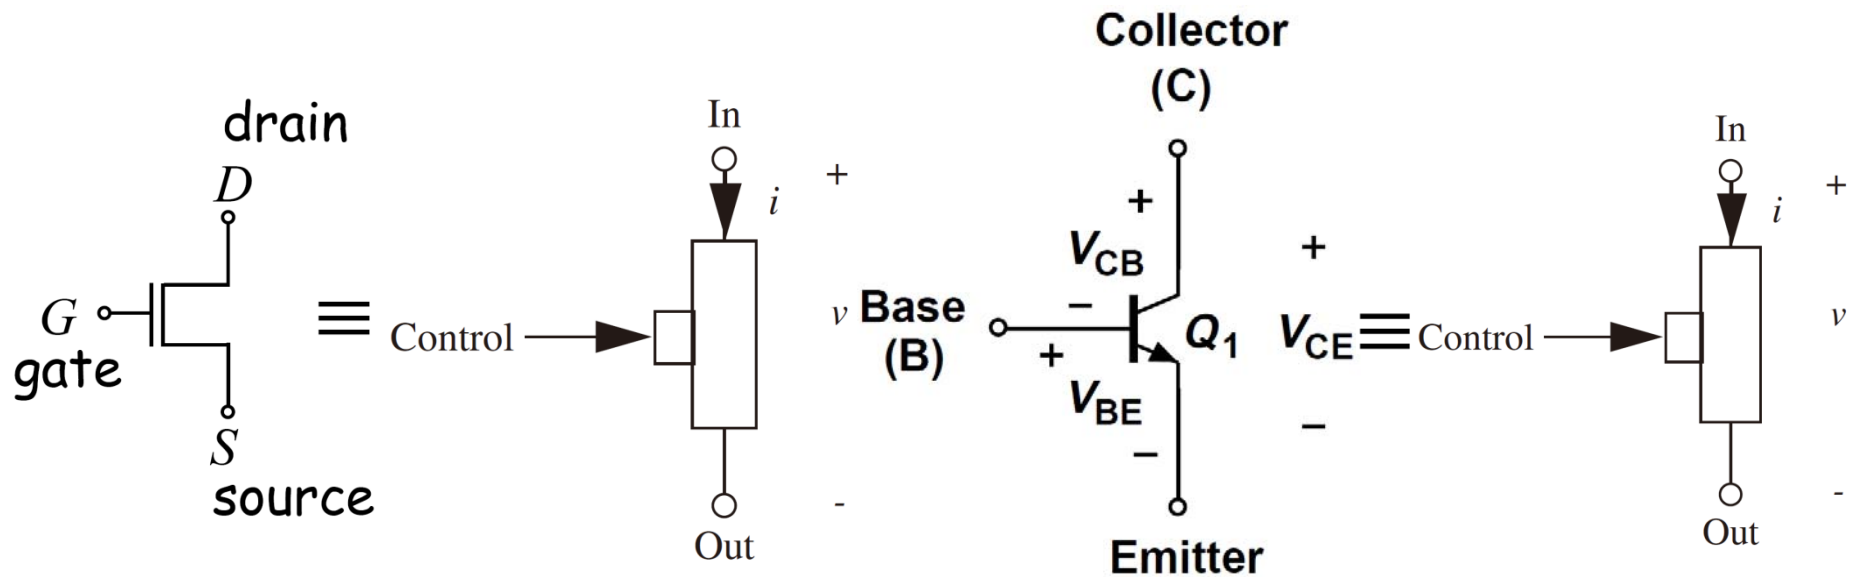 drain
D
G
gate
S
source
≡
Control
In
i
+
v
-
Out
Collector
(C)
+
V_CB
−
Base
(B)
+
V_BE
−
Q_1
+
V_CE
−
Emitter
≡
Control
In
i
+
v
-
Out